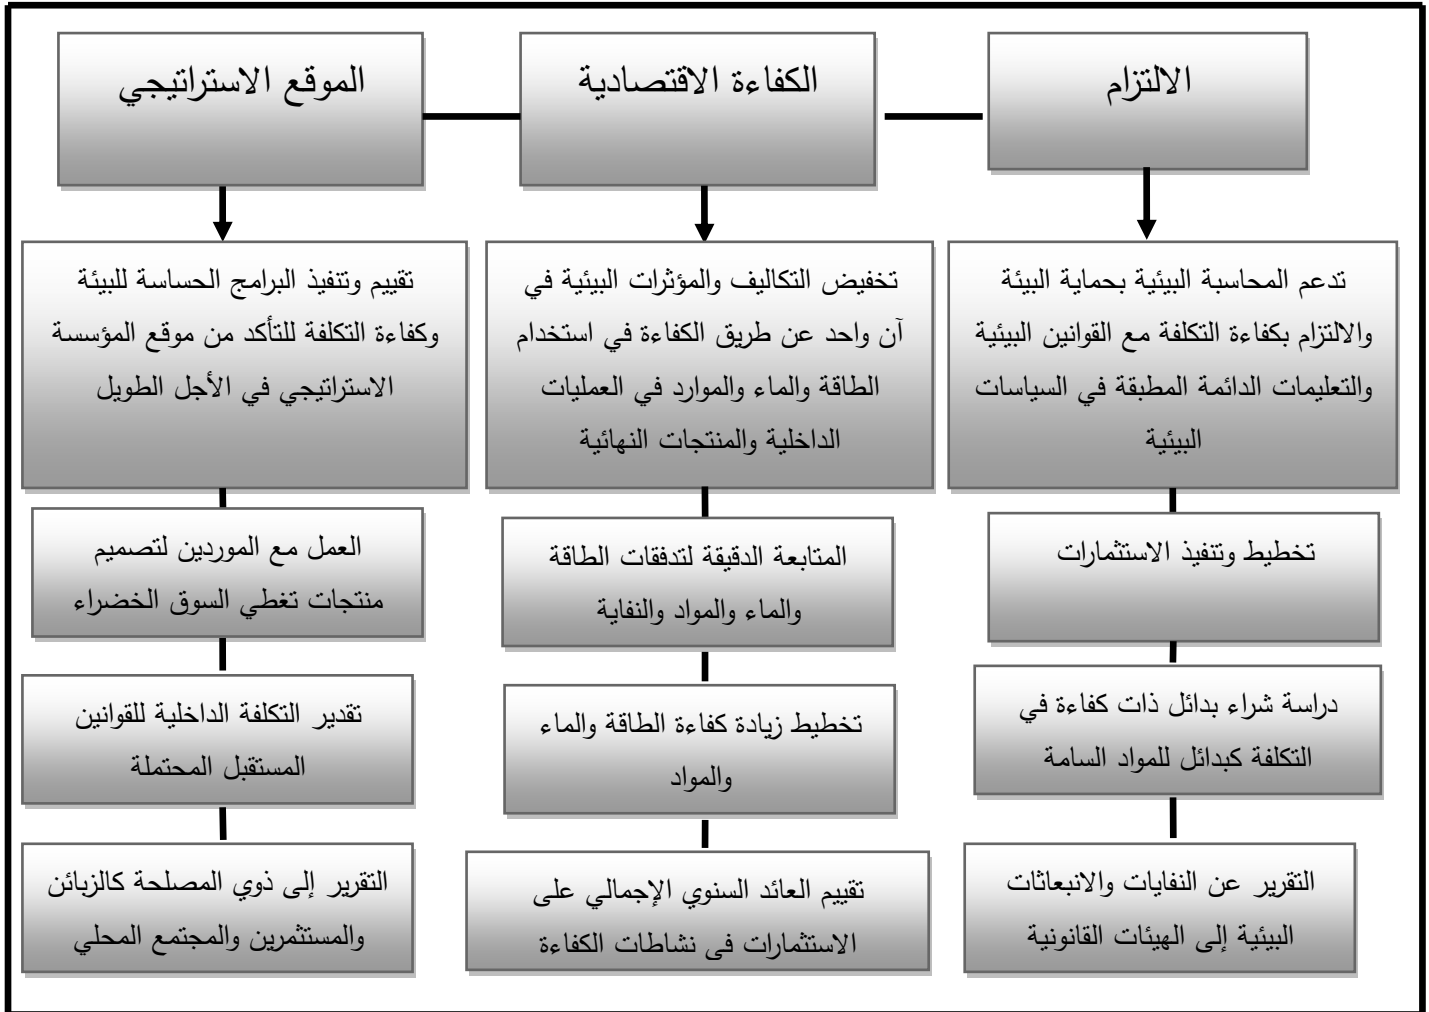 الالتزام
الكفاءة الاقتصادية
الموقع الاستراتيجي
تدعم المحاسبة البيئية بحماية البيئة
والالتزام بكفاءة التكلفة مع القوانين البيئية
والتعليمات الدائمة المطبقة في السياسات
البيئية
تخفيض التكاليف والمؤثرات البيئية في
آن واحد عن طريق الكفاءة في استخدام
الطاقة والماء والموارد في العمليات
الداخلية والمنتجات النهائية
تقييم وتنفيذ البرامج الحساسة للبيئة
وكفاءة التكلفة للتأكد من موقع المؤسسة
الاستراتيجي في الأجل الطويل
تخطيط وتنفيذ الاستثمارات
المتابعة الدقيقة لتدفقات الطاقة
والماء والمواد والنفاية
العمل مع الموردين لتصميم
منتجات تغطي السوق الخضراء
دراسة شراء بدائل ذات كفاءة في
التكلفة كبدائل للمواد السامة
تخطيط زيادة كفاءة الطاقة والماء
والمواد
تقدير التكلفة الداخلية للقوانين
المستقبل المحتملة
التقرير عن النفايات والانبعاثات
البيئية إلى الهيئات القانونية
تقييم العائد السنوي الإجمالي على
الاستثمارات في نشاطات الكفاءة
التقرير إلى ذوي المصلحة كالزبائن
والمستثمرين والمجتمع المحلي